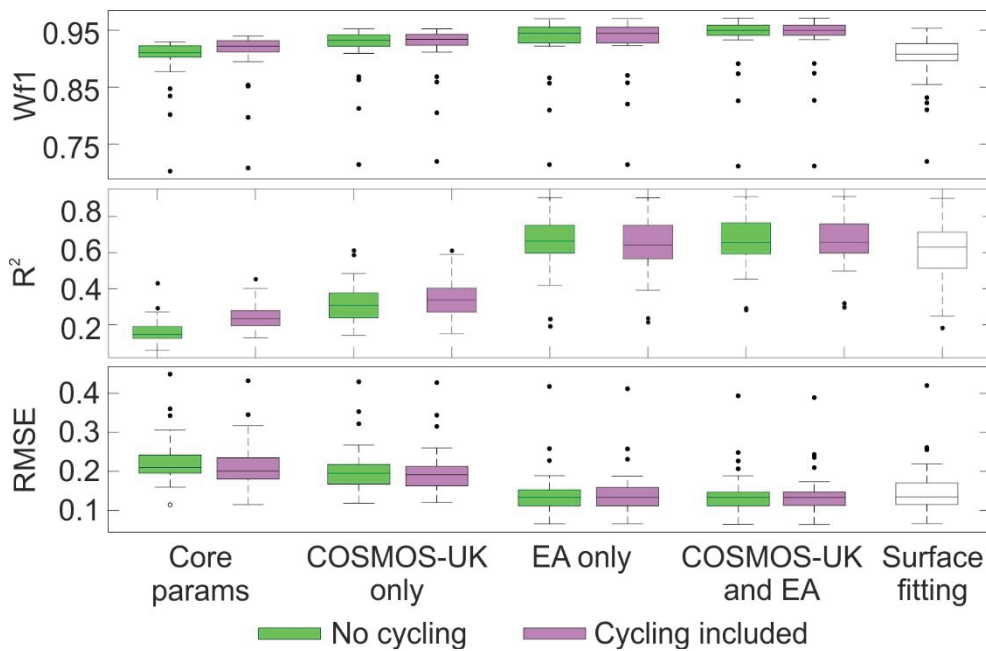 Wf1
0.95
0.85
0.75
R²
0.8
0.6
0.4
0.2
RMSE
0.4
0.3
0.2
0.1
Core params
COSMOS-UK only
EA only
COSMOS-UK and EA
Surface fitting
No cycling
Cycling included